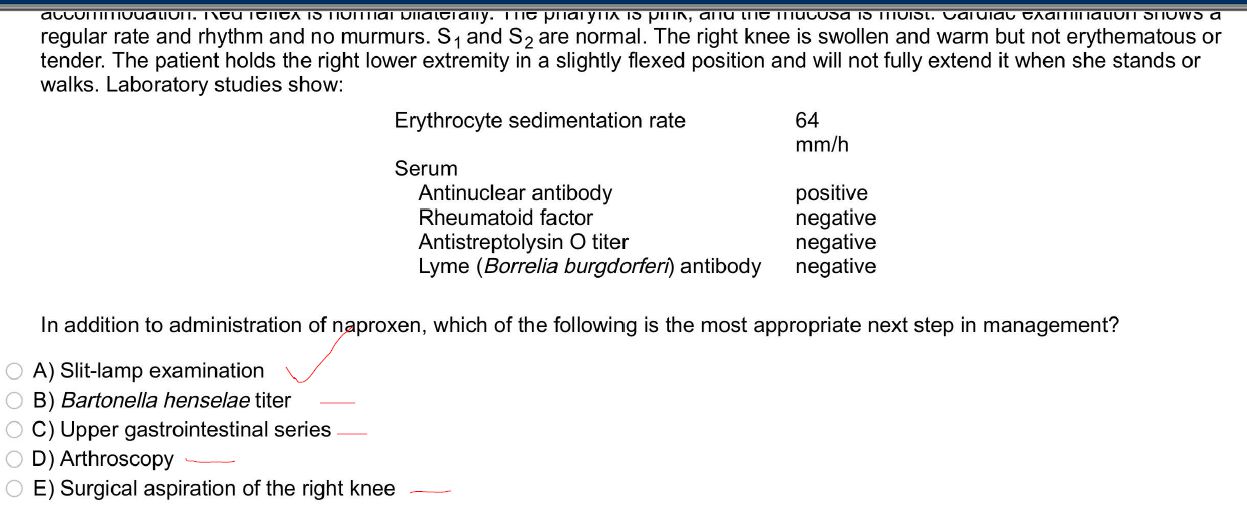 accommodation. Red reflex is normal bilaterally. The pharynx is pink, and the mucosa is moist. Cardiac examination shows a
regular rate and rhythm and no murmurs. S1 and S2 are normal. The right knee is swollen and warm but not erythematous or
tender. The patient holds the right lower extremity in a slightly flexed position and will not fully extend it when she stands or
walks. Laboratory studies show:
Erythrocyte sedimentation rate 64
mm/h
Serum
Antinuclear antibody positive
Rheumatoid factor negative
Antistreptolysin O titer negative
Lyme (Borrelia burgdorferi) antibody negative
In addition to administration of naproxen, which of the following is the most appropriate next step in management?
A) Slit-lamp examination
B) Bartonella henselae titer
C) Upper gastrointestinal series
D) Arthroscopy
E) Surgical aspiration of the right knee